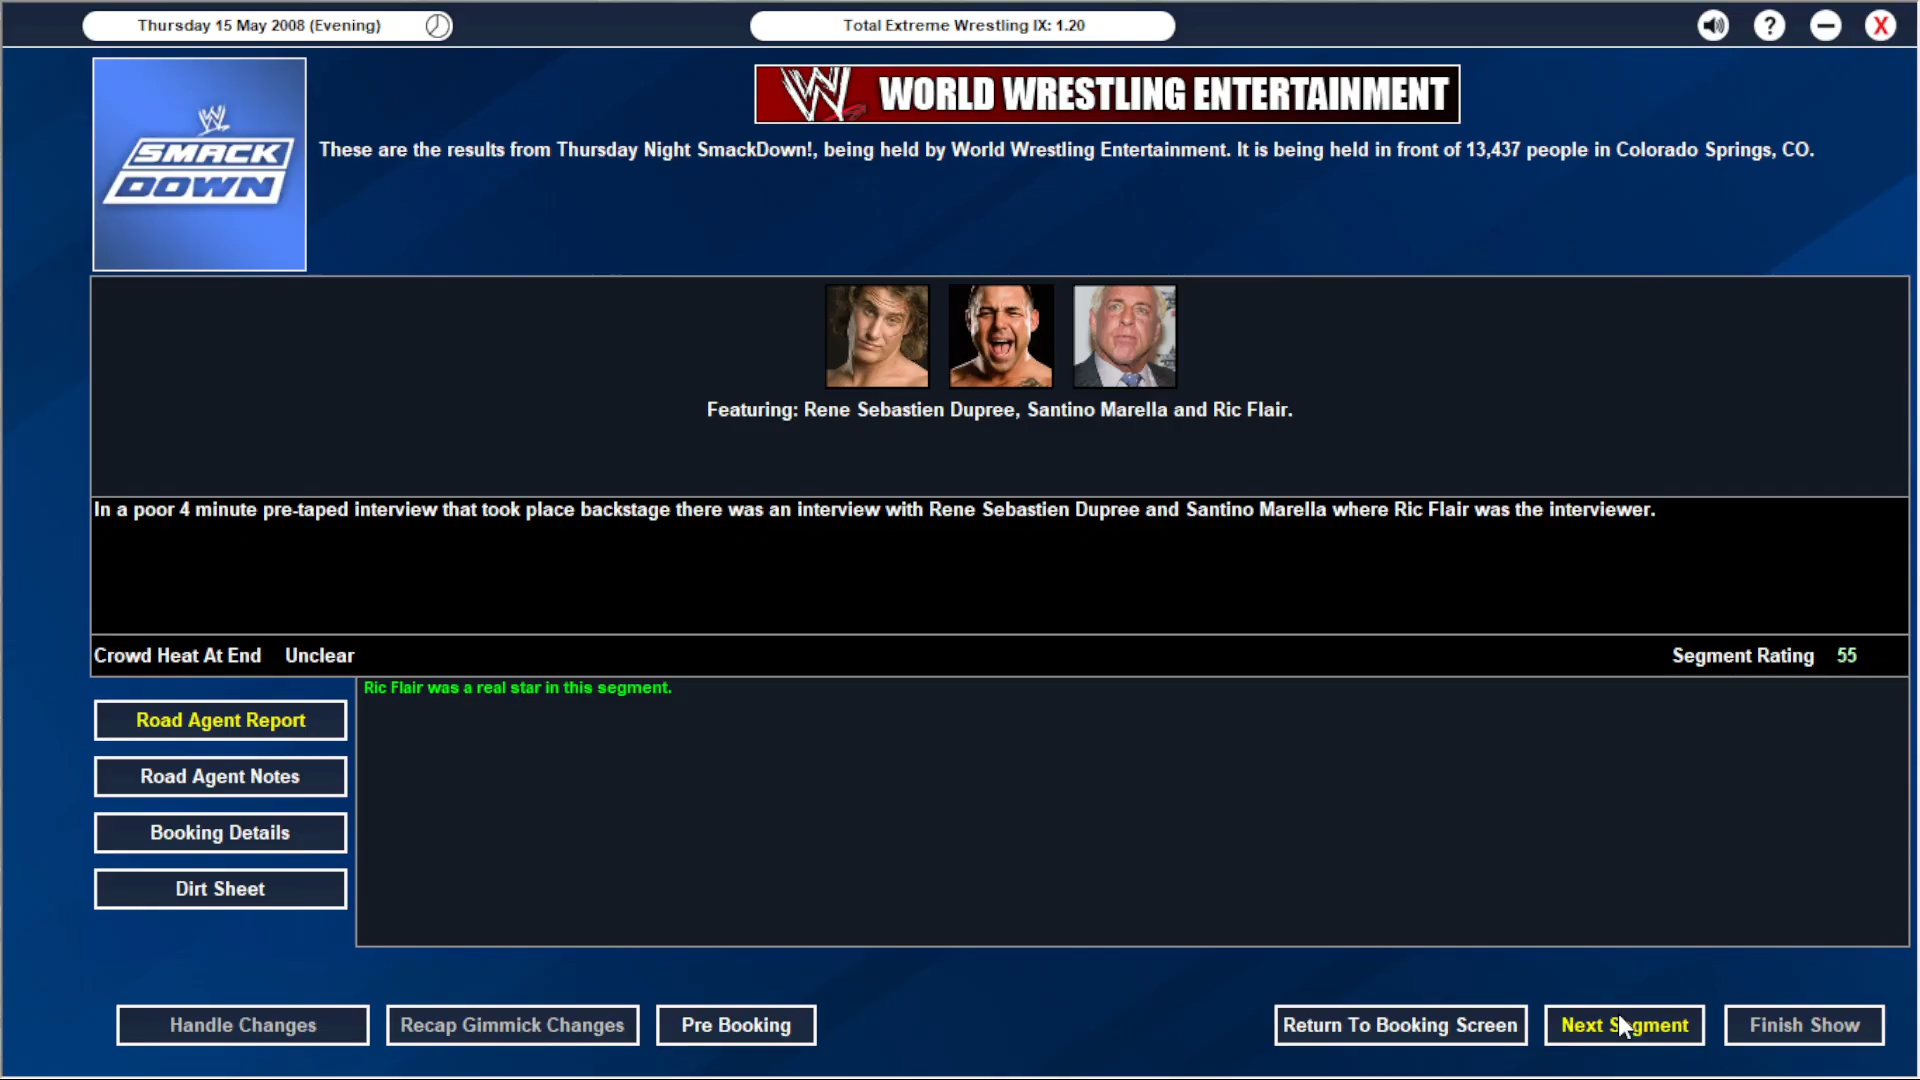 Thursday 15 May 2008 (Evening)
Total Extreme Wrestling IX: 1.20
?
X
W
SMACK
DOWN
W WORLD WRESTLING ENTERTAINMENT
These are the results from Thursday Night SmackDown!, being held by World Wrestling Entertainment. It is being held in front of 13,437 people in Colorado Springs, CO.
Featuring: Rene Sebastien Dupree, Santino Marella and Ric Flair.
In a poor 4 minute pre-taped interview that took place backstage there was an interview with Rene Sebastien Dupree and Santino Marella where Ric Flair was the interviewer.
Crowd Heat At End Unclear
Segment Rating 55
Ric Flair was a real star in this segment.
Road Agent Report
Road Agent Notes
Booking Details
Dirt Sheet
Handle Changes
Recap Gimmick Changes
Pre Booking
Return To Booking Screen
Next Segment
Finish Show